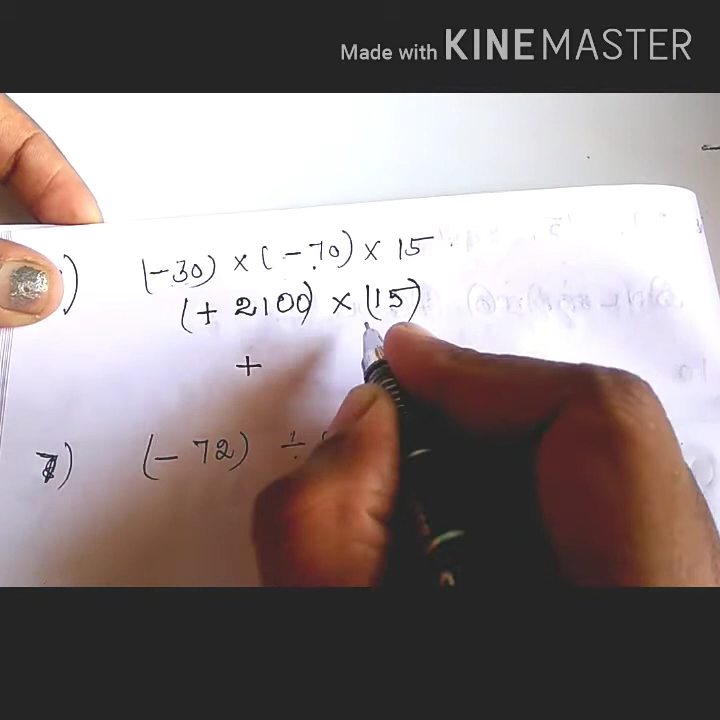 Made with KINEMASTER
) (-30) × (-70) × 15
(+ 2100) × (15)
+
7) (- 72) ÷